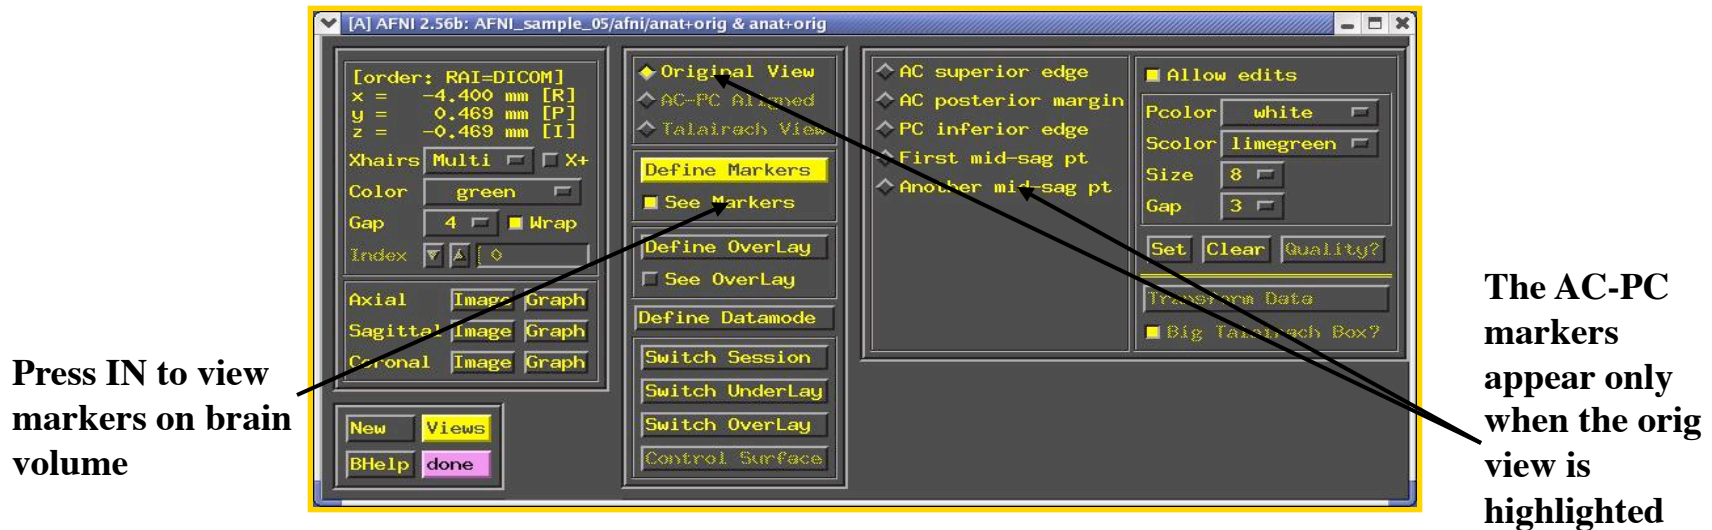 [A] AFNI 2.56b: AFNI_sample_05/afni/anat+orig & anat+orig
[order: RAI=DICOM]
x = -4.400 mm [R]
y = 0.469 mm [P]
z = -0.469 mm [I]
Xhairs Multi X+
Color green
Gap 4 Wrap
Index 0
Axial Image Graph
Sagittal Image Graph
Coronal Image Graph
New Views
BHelp done
Original View
AC-PC Aligned
Talairach View
Define Markers
See Markers
Define OverLay
See OverLay
Define Datamode
Switch Session
Switch UnderLay
Switch OverLay
Control Surface
AC superior edge
AC posterior margin
PC inferior edge
First mid-sag pt
Another mid-sag pt
Allow edits
Pcolor white
Scolor limegreen
Size 8
Gap 3
Set Clear Quality?
Transform Data
Big Talairach Box?
Press IN to view
markers on brain
volume
The AC-PC
markers
appear only
when the orig
view is
highlighted